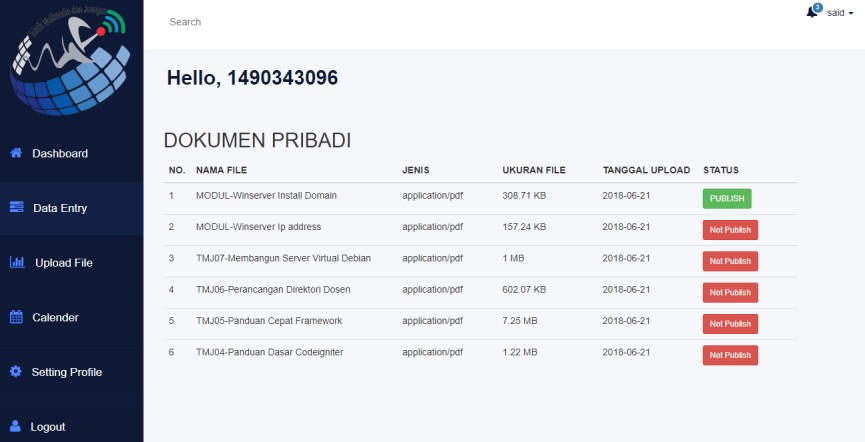 Teknik Multimedia dan Jaringan
Search
3
said
Hello, 1490343096
Dashboard
Data Entry
Upload File
Calender
Setting Profile
Logout
DOKUMEN PRIBADI
NO. NAMA FILE JENIS UKURAN FILE TANGGAL UPLOAD STATUS
1 MODUL-Winserver Install Domain application/pdf 308.71 KB 2018-06-21 PUBLISH
2 MODUL-Winserver Ip address application/pdf 157.24 KB 2018-06-21 Not Publish
3 TMJ07-Membangun Server Virtual Debian application/pdf 1 MB 2018-06-21 Not Publish
4 TMJ06-Perancangan Direktori Dosen application/pdf 602.07 KB 2018-06-21 Not Publish
5 TMJ05-Panduan Cepat Framework application/pdf 7.25 MB 2018-06-21 Not Publish
6 TMJ04-Panduan Dasar Codeigniter application/pdf 1.22 MB 2018-06-21 Not Publish